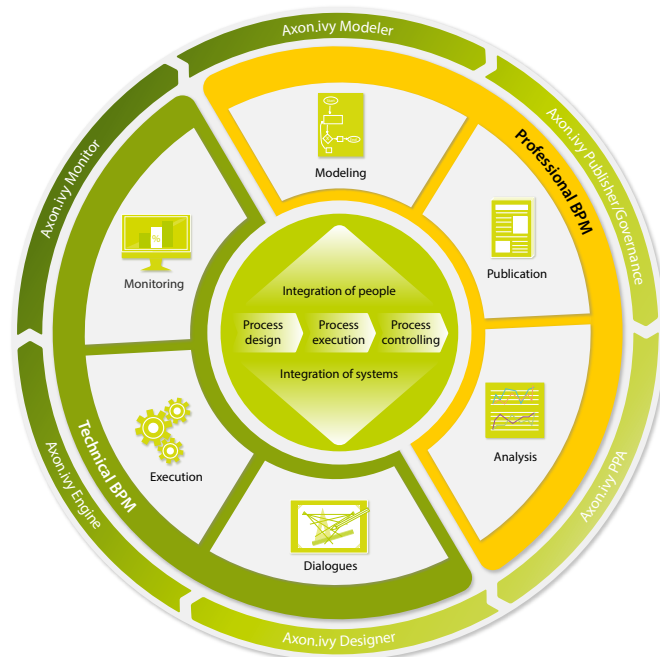 Axon.ivy Modeler
Axon.ivy Publisher/Governance
Axon.ivy PPA
Axon.ivy Designer
Axon.ivy Engine
Axon.ivy Monitor
Professional BPM
Technical BPM
Modeling
Publication
Analysis
Dialogues
Execution
%
Monitoring
Integration of people
Process
design
Process
execution
Process
controlling
Integration of systems